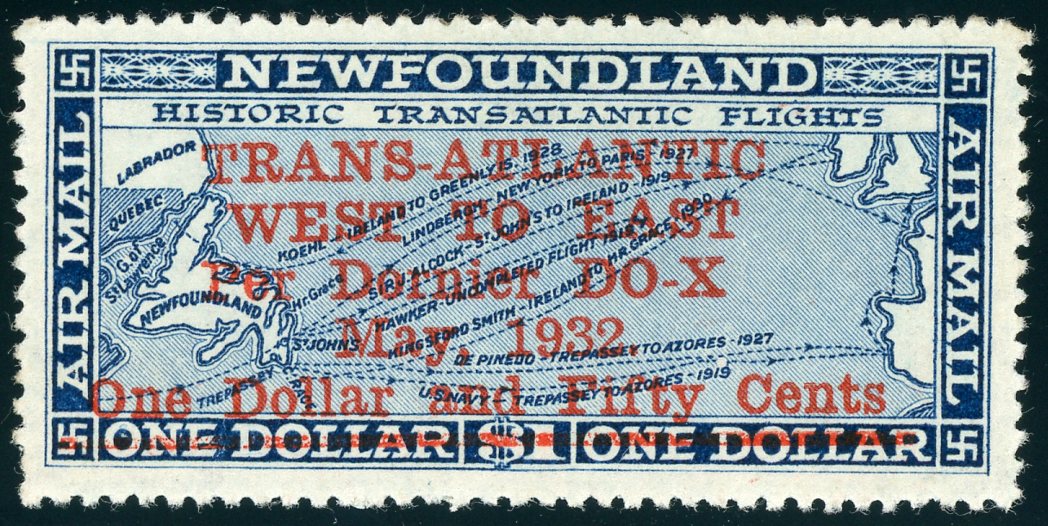 NEWFOUNDLAND
HISTORIC TRANSATLANTIC FLIGHTS
AIR MAIL
AIR MAIL
TRANS-ATLANTIC
WEST TO EAST
Per Dornier DO-X
May, 1932.
One Dollar and Fifty Cents
LABRADOR
QUEBEC
G. of
St. Lawrence
NEWFOUNDLAND
Hr. Grace
ST JOHN'S
TREPASSEY
KOEHL - IRELAND TO GREENLY IS. 1928
LINDBERGH - NEW YORK TO PARIS 1927
SIR J. ALCOCK - ST JOHN'S TO IRELAND - 1919
HAWKER UNCOMPLETED FLIGHT 1919
KINGSFORD SMITH - IRELAND TO HR. GRACE, 1930
DE PINEDO - TREPASSEY TO AZORES - 1927
U.S. NAVY - TREPASSEY TO AZORES - 1919
ONE DOLLAR $1 ONE DOLLAR